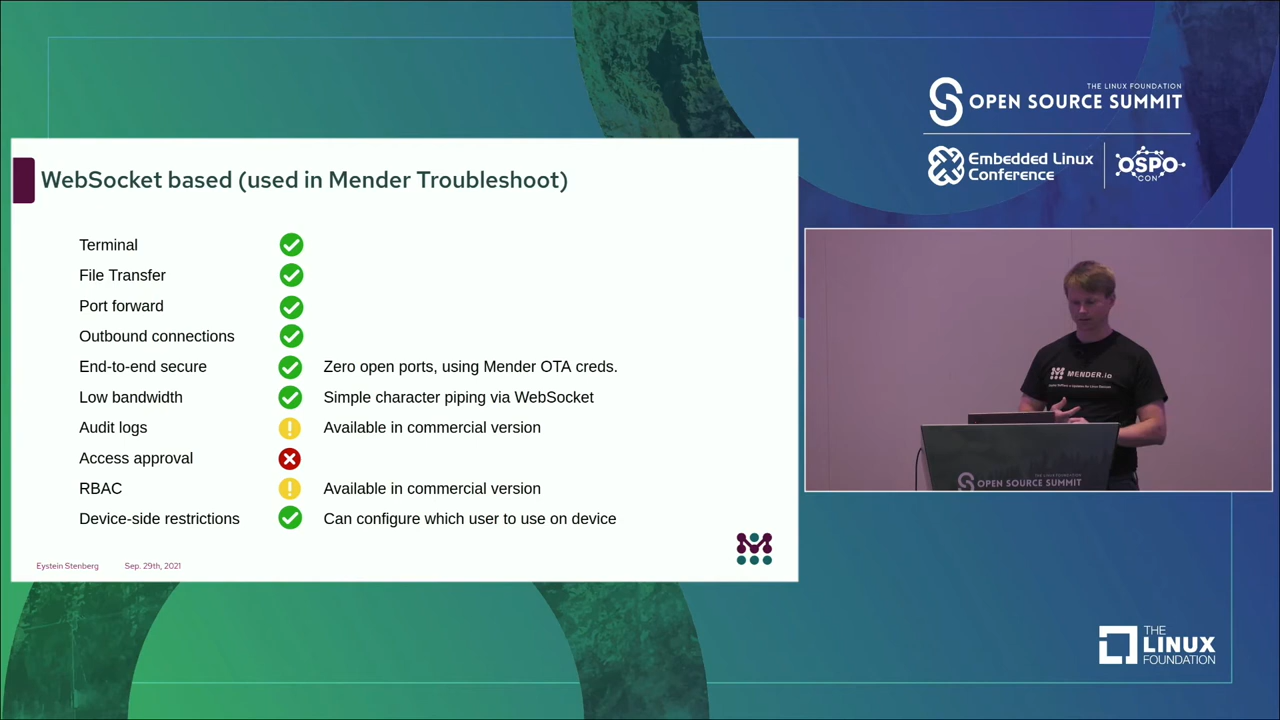 THE LINUX FOUNDATION
OPEN SOURCE SUMMIT
Embedded Linux
Conference
OSPO
CON
WebSocket based (used in Mender Troubleshoot)
Terminal
File Transfer
Port forward
Outbound connections
End-to-end secure Zero open ports, using Mender OTA creds.
Low bandwidth Simple character piping via WebSocket
Audit logs Available in commercial version
Access approval
RBAC Available in commercial version
Device-side restrictions Can configure which user to use on device
Eystein Stenberg Sep. 29th, 2021
MENDER.io
THE LINUX FOUNDATION
OPEN SOURCE SUMMIT
THE
LINUX
FOUNDATION